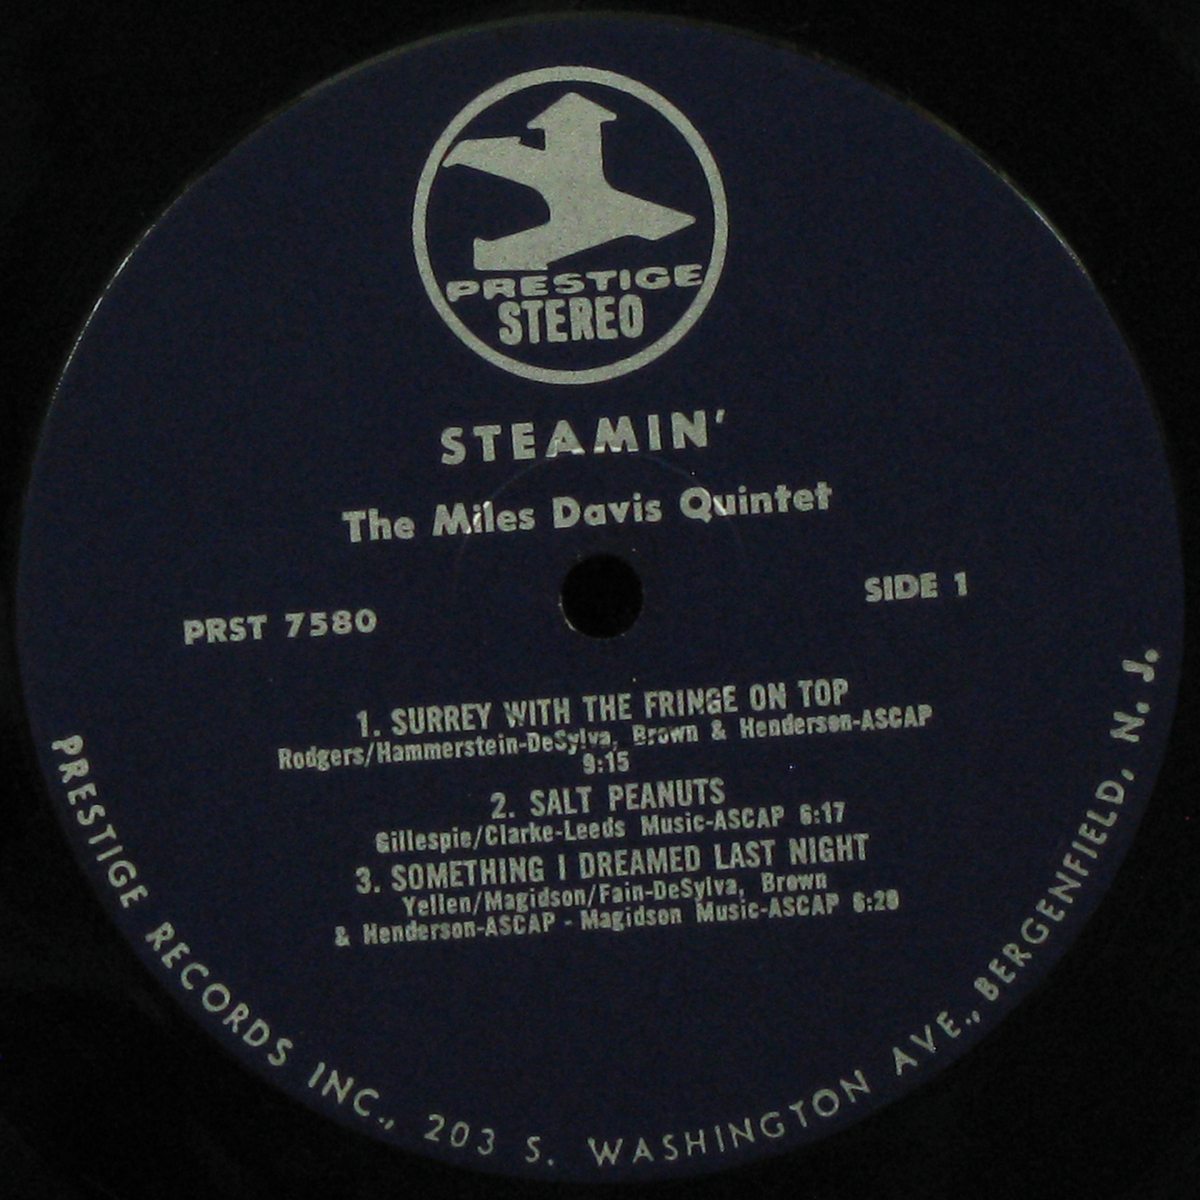 PRESTIGE
STEREO
STEAMIN'
The Miles Davis Quintet
PRST 7580
SIDE 1
1. SURREY WITH THE FRINGE ON TOP
Rodgers/Hammerstein-DeSylva, Brown & Henderson-ASCAP
9:15
2. SALT PEANUTS
Gillespie/Clarke-Leeds Music-ASCAP 6:17
3. SOMETHING I DREAMED LAST NIGHT
Yellen/Magidson/Fain-DeSylva, Brown
& Henderson-ASCAP - Magidson Music-ASCAP 6:20
PRESTIGE RECORDS INC., 203 S. WASHINGTON AVE., BERGENFIELD, N. J.